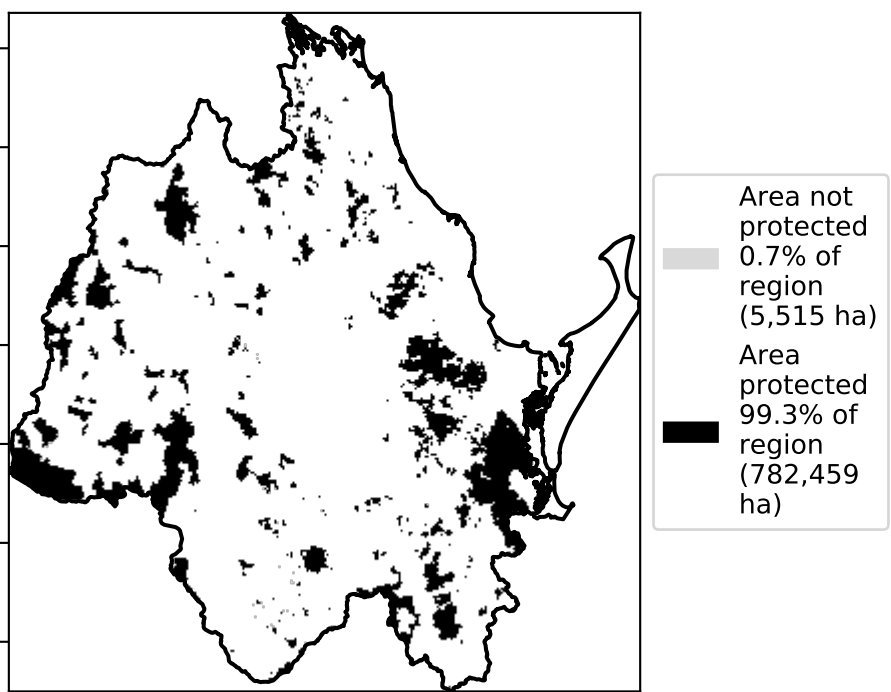 Area not
protected
0.7% of
region
(5,515 ha)
Area
protected
99.3% of
region
(782,459
ha)